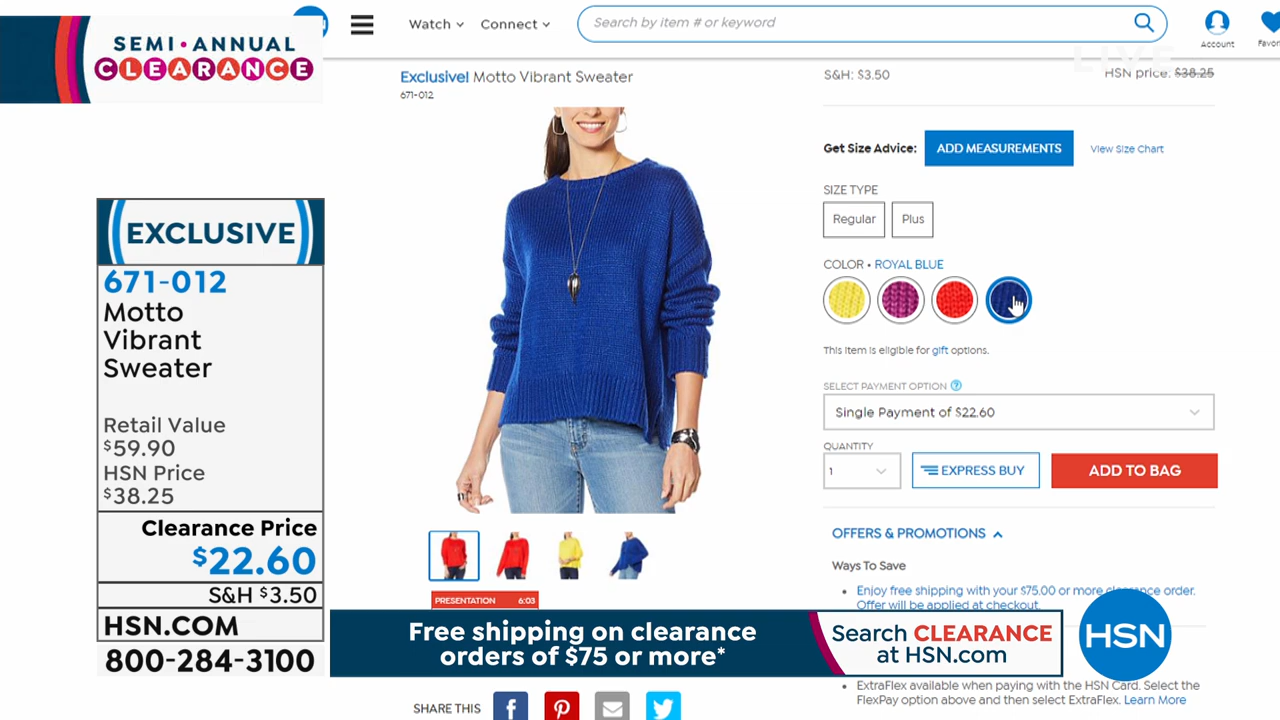 SEMI•ANNUAL
CLEARANCE
Watch
Connect
Search by item # or keyword
Account
LIVE
Exclusive! Motto Vibrant Sweater
671-012
S&H: $3.50
HSN price: $38.25
Get Size Advice:
ADD MEASUREMENTS
View Size Chart
SIZE TYPE
Regular
Plus
COLOR • ROYAL BLUE
This item is eligible for gift options.
SELECT PAYMENT OPTION ?
Single Payment of $22.60
QUANTITY
1
EXPRESS BUY
ADD TO BAG
OFFERS & PROMOTIONS
Ways To Save
• Enjoy free shipping with your $75.00 or more clearance order.
Offer will be applied at checkout.
• ExtraFlex available when paying with the HSN Card. Select the
FlexPay option above and then select ExtraFlex. Learn More
PRESENTATION 6:03
SHARE THIS
EXCLUSIVE
671-012
Motto
Vibrant
Sweater
Retail Value
$59.90
HSN Price
$38.25
Clearance Price
$22.60
S&H $3.50
HSN.COM
800-284-3100
Free shipping on clearance
orders of $75 or more*
Search CLEARANCE
at HSN.com
HSN